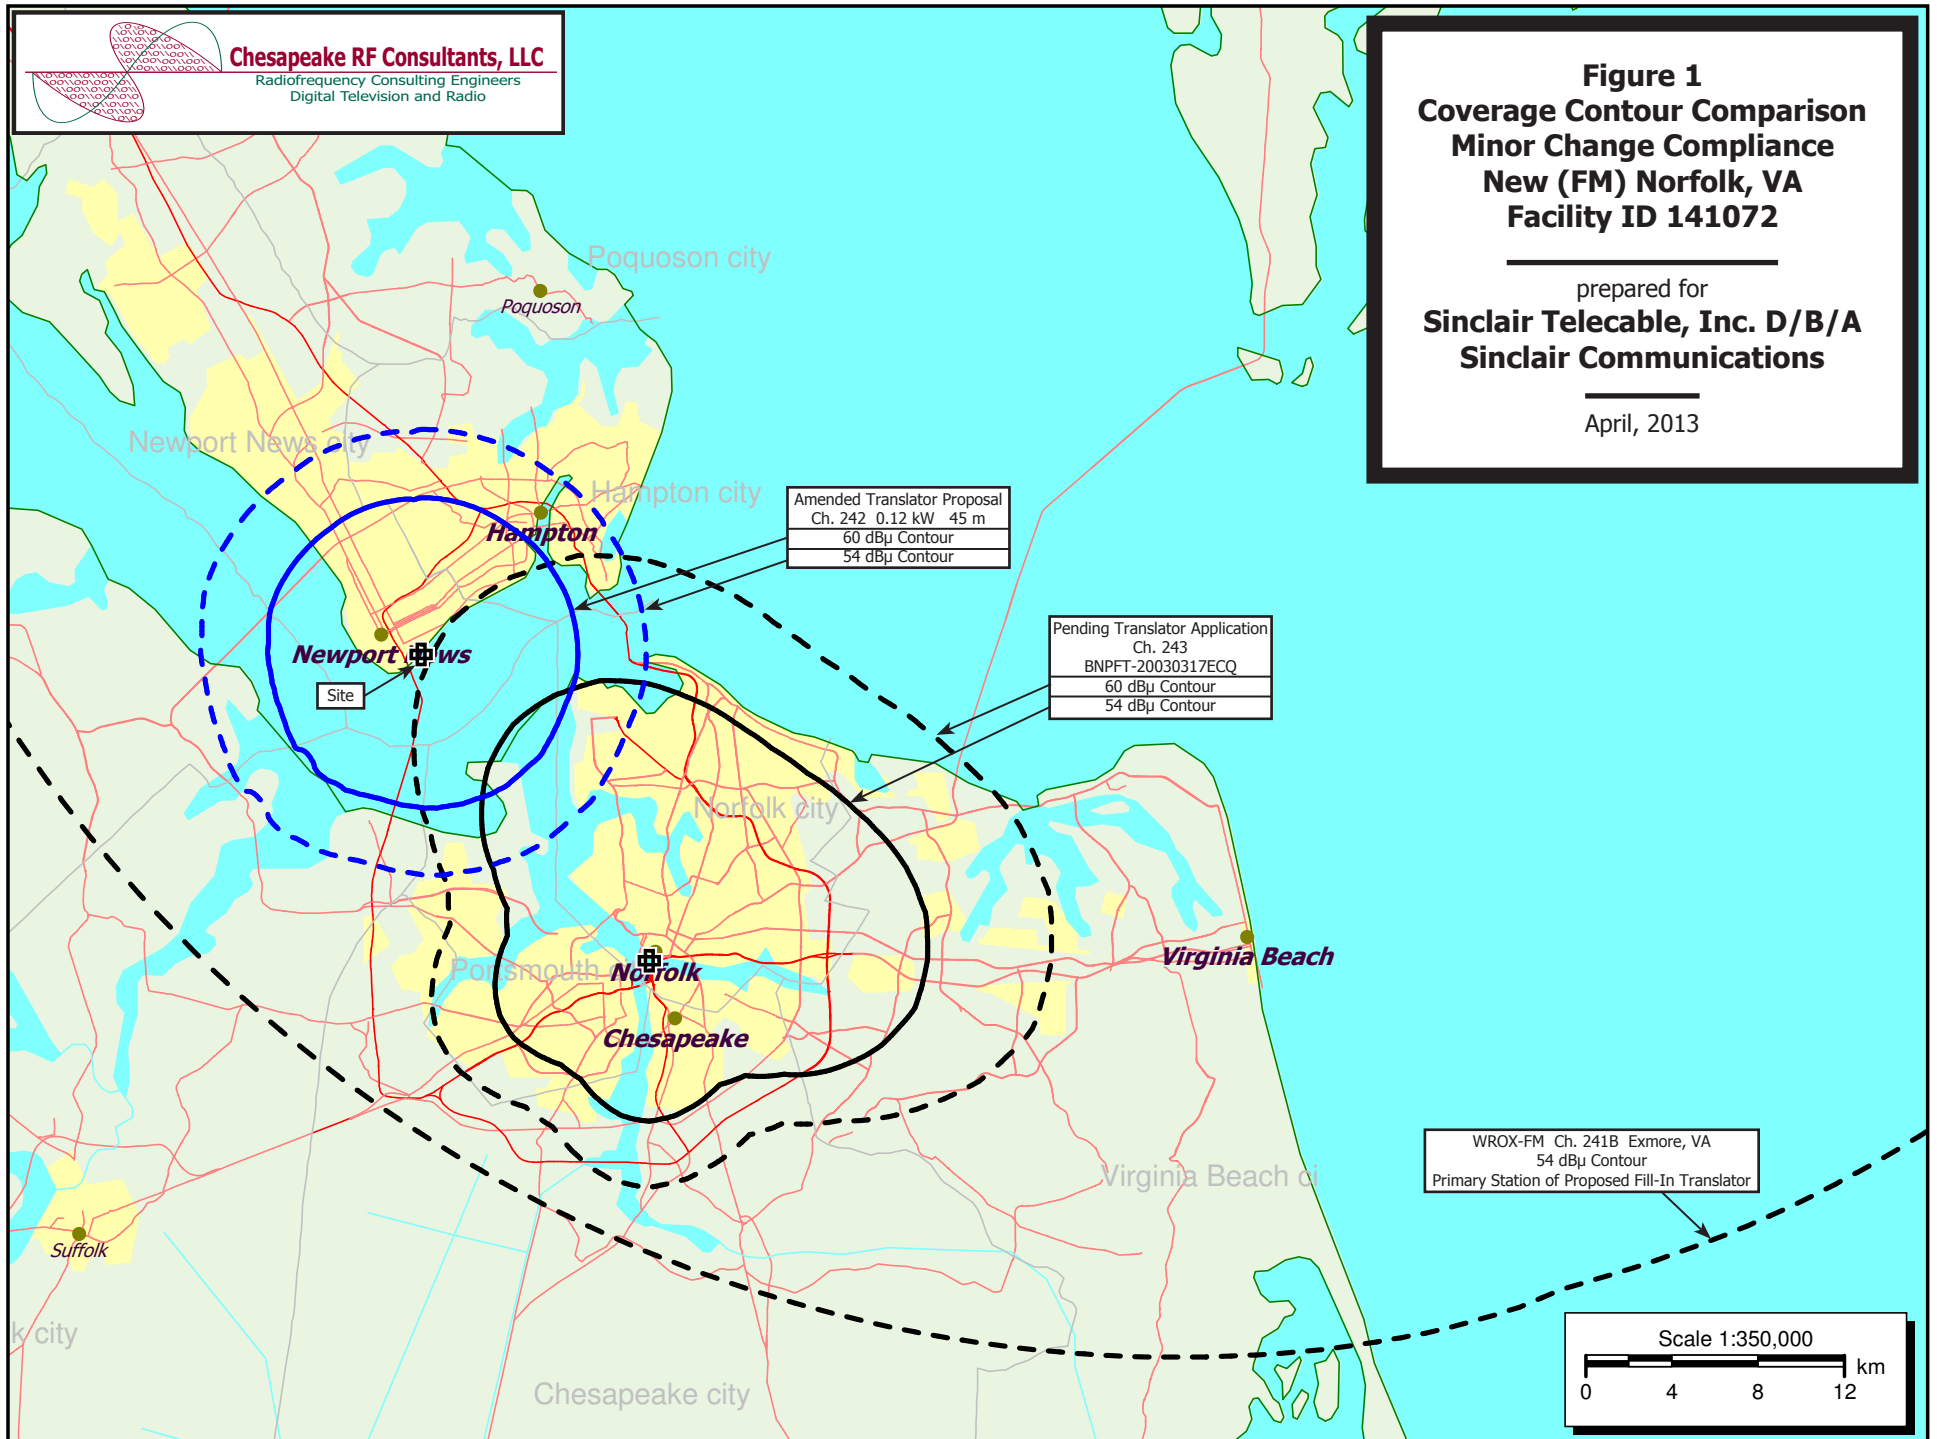 Chesapeake RF Consultants, LLC
Radiofrequency Consulting Engineers
Digital Television and Radio
Figure 1
Coverage Contour Comparison
Minor Change Compliance
New (FM) Norfolk, VA
Facility ID 141072
prepared for
Sinclair Telecable, Inc. D/B/A
Sinclair Communications
April, 2013
Poquoson city
Poquoson
Newport News city
Hampton city
Hampton
Amended Translator Proposal
Ch. 242 0.12 kW 45 m
60 dBµ Contour
54 dBµ Contour
Pending Translator Application
Ch. 243
BNPFT-20030317ECQ
60 dBµ Contour
54 dBµ Contour
Newport ws
Site
Norfolk city
Virginia Beach
Portsmouth
Norfolk
Chesapeake
WROX-FM Ch. 241B Exmore, VA
54 dBµ Contour
Primary Station of Proposed Fill-In Translator
Virginia Beach ci
Suffolk
k city
Chesapeake city
Scale 1:350,000
km
0 4 8 12